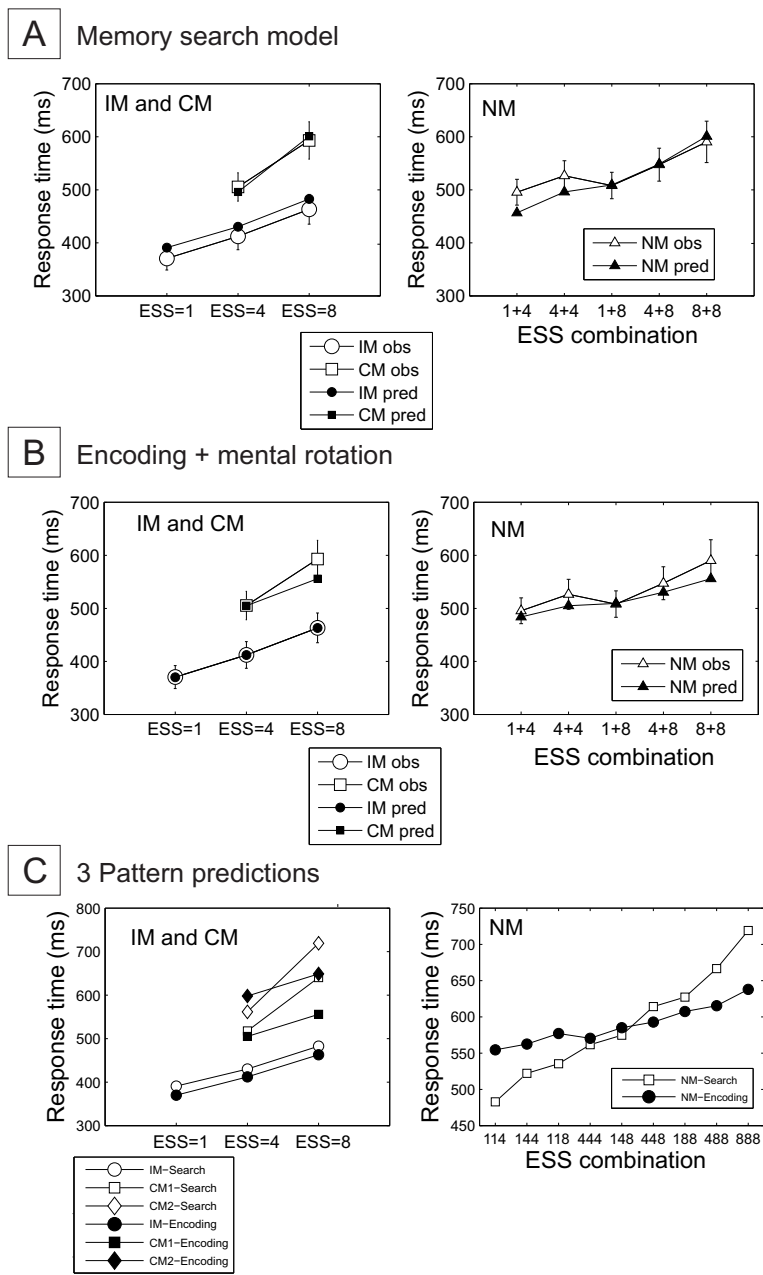 A Memory search model
700
600
500
400
300
Response time (ms)
IM and CM
ESS=1 ESS=4 ESS=8
IM obs
CM obs
IM pred
CM pred
700
600
500
400
300
Response time (ms)
NM
NM obs
NM pred
1+4 4+4 1+8 4+8 8+8
ESS combination
B Encoding + mental rotation
700
600
500
400
300
Response time (ms)
IM and CM
ESS=1 ESS=4 ESS=8
IM obs
CM obs
IM pred
CM pred
700
600
500
400
300
Response time (ms)
NM
NM obs
NM pred
1+4 4+4 1+8 4+8 8+8
ESS combination
C 3 Pattern predictions
800
700
600
500
400
300
Response time (ms)
IM and CM
ESS=1 ESS=4 ESS=8
IM−Search
CM1−Search
CM2−Search
IM−Encoding
CM1−Encoding
CM2−Encoding
750
700
650
600
550
500
450
Response time (ms)
NM
NM−Search
NM−Encoding
114 144 118 444 148 448 188 488 888
ESS combination